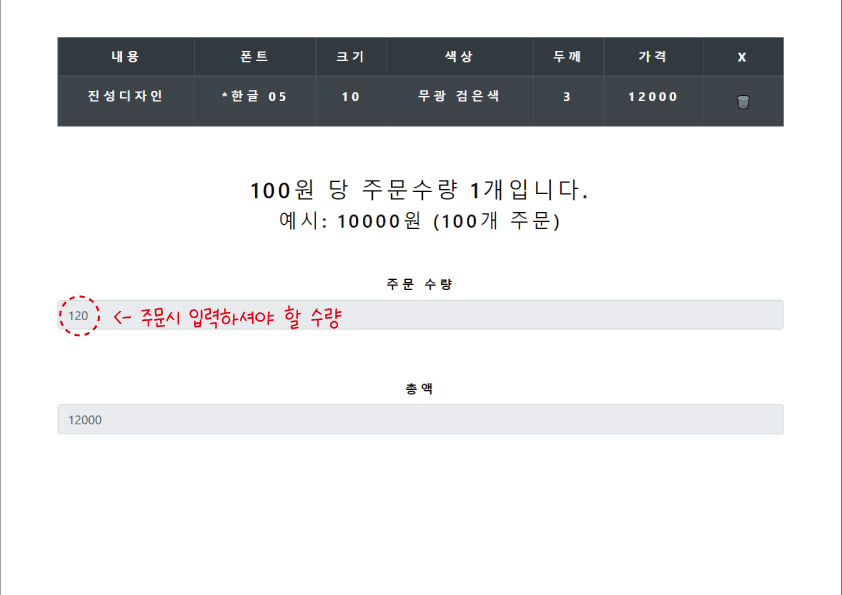 내용 폰트 크기 색상 두께 가격 X
진성디자인 *한글 05 10 무광 검은색 3 12000
100원 당 주문수량 1개입니다.
예시: 10000원 (100개 주문)
주문 수량
120 <- 주문시 입력하셔야 할 수량
총액
12000